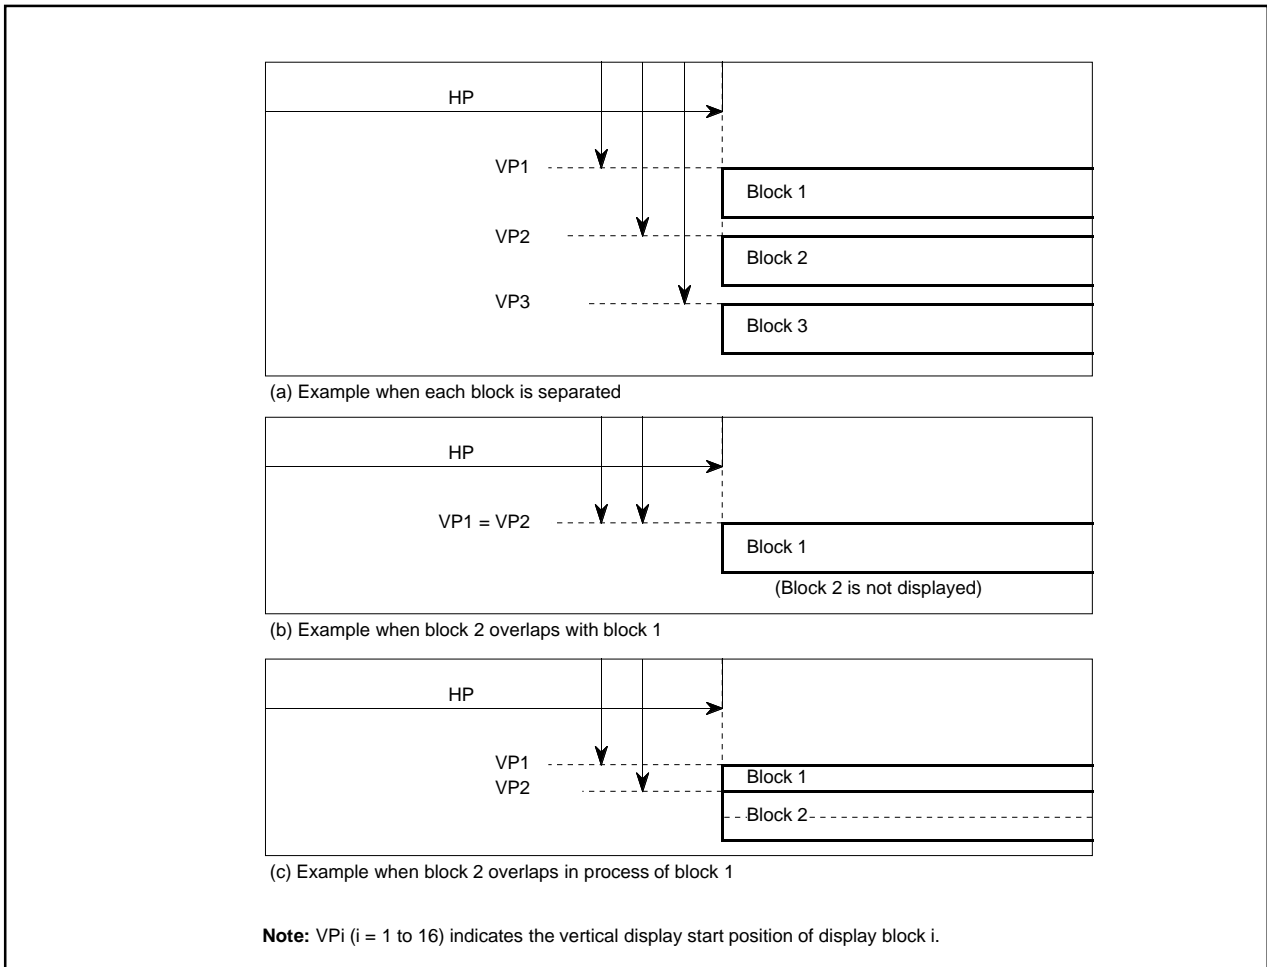 HP
VP1
Block 1
VP2
Block 2
VP3
Block 3
(a) Example when each block is separated
HP
VP1 = VP2
Block 1
(Block 2 is not displayed)
(b) Example when block 2 overlaps with block 1
HP
VP1
Block 1
VP2
Block 2
(c) Example when block 2 overlaps in process of block 1
Note: VPi (i = 1 to 16) indicates the vertical display start position of display block i.